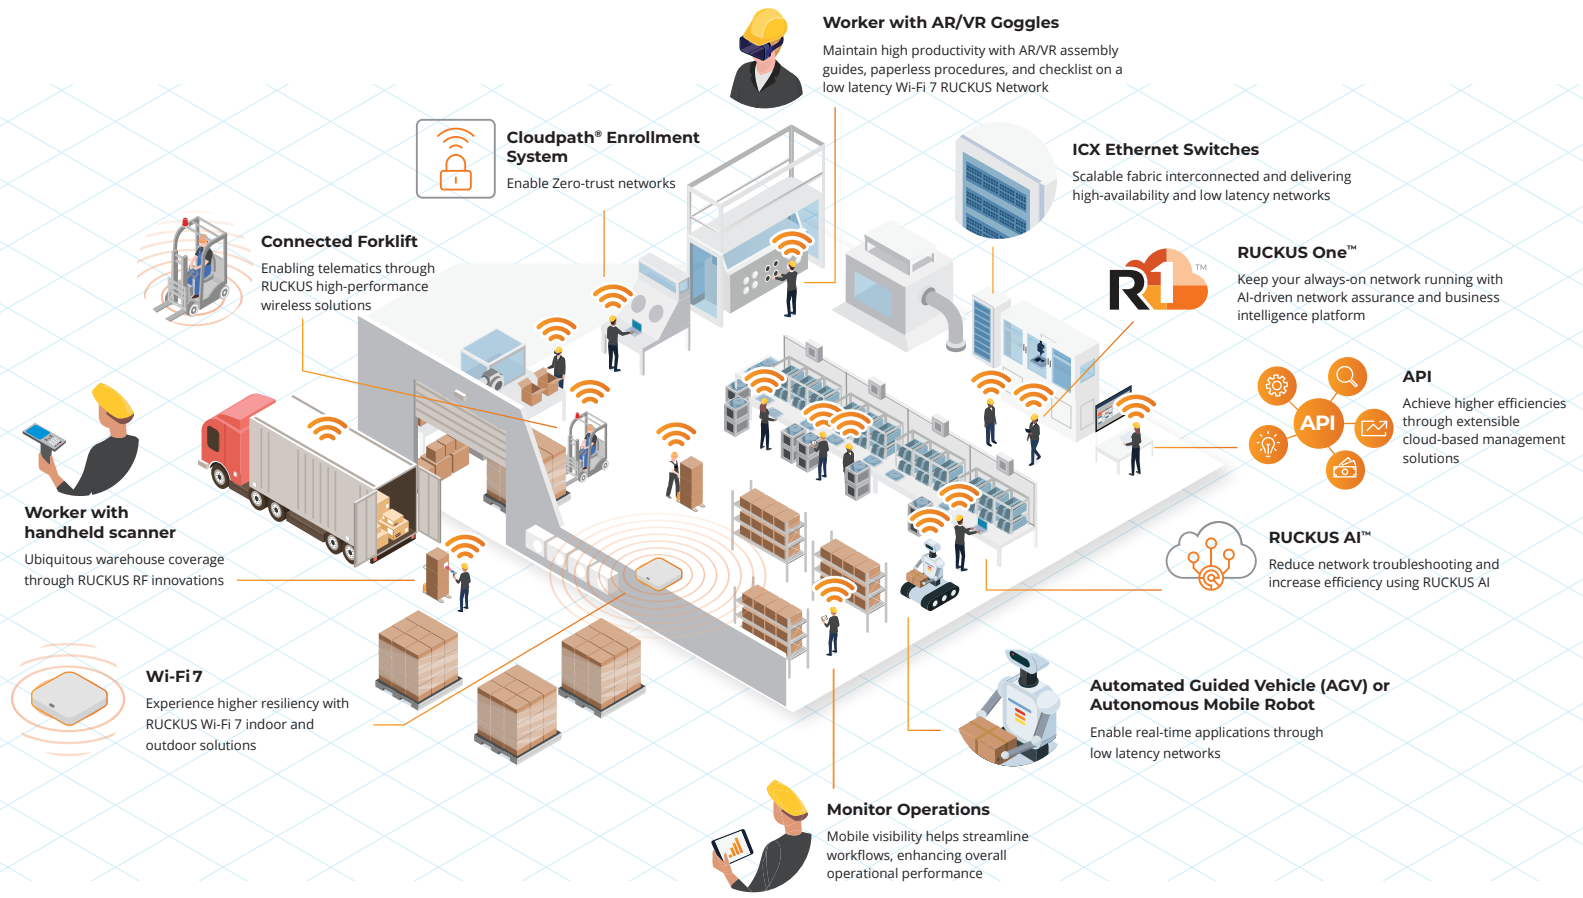 Worker with AR/VR Goggles
Maintain high productivity with AR/VR assembly
guides, paperless procedures, and checklist on a
low latency Wi-Fi 7 RUCKUS Network
Cloudpath® Enrollment
System
Enable Zero-trust networks
ICX Ethernet Switches
Scalable fabric interconnected and delivering
high-availability and low latency networks
Connected Forklift
Enabling telematics through
RUCKUS high-performance
wireless solutions
R1™
RUCKUS One™
Keep your always-on network running with
AI-driven network assurance and business
intelligence platform
API
API
Achieve higher efficiencies
through extensible
cloud-based management
solutions
Worker with
handheld scanner
Ubiquitous warehouse coverage
through RUCKUS RF innovations
RUCKUS AI™
Reduce network troubleshooting and
increase efficiency using RUCKUS AI
Wi-Fi 7
Experience higher resiliency with
RUCKUS Wi-Fi 7 indoor and
outdoor solutions
Automated Guided Vehicle (AGV) or
Autonomous Mobile Robot
Enable real-time applications through
low latency networks
Monitor Operations
Mobile visibility helps streamline
workflows, enhancing overall
operational performance